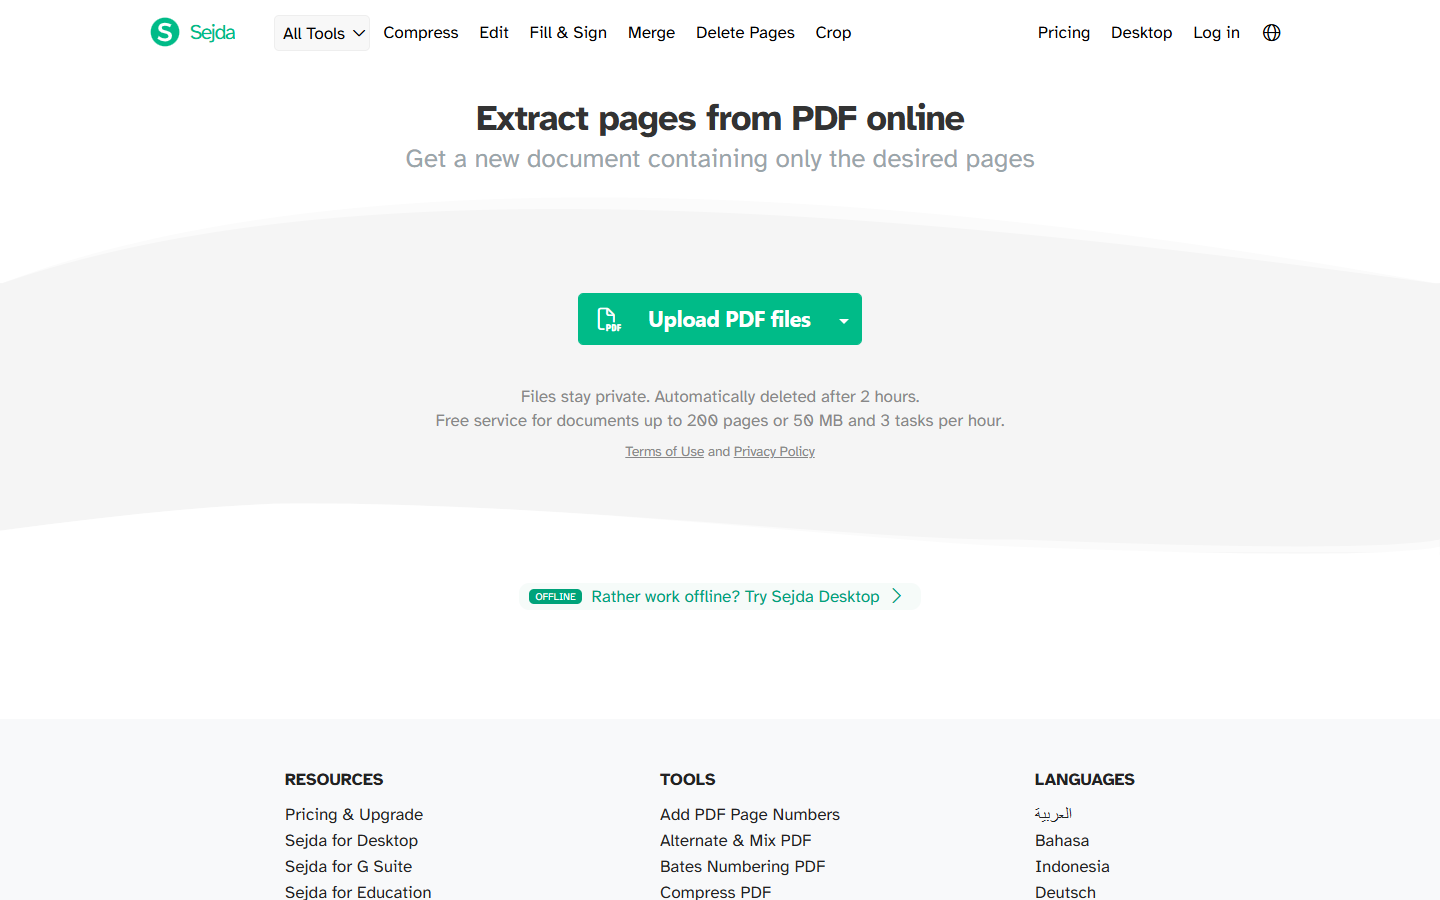 Sejda
All Tools Compress Edit Fill & Sign Merge Delete Pages Crop Pricing Desktop Log in
Extract pages from PDF online
Get a new document containing only the desired pages
PDF Upload PDF files
Files stay private. Automatically deleted after 2 hours.
Free service for documents up to 200 pages or 50 MB and 3 tasks per hour.
Terms of Use and Privacy Policy
OFFLINE Rather work offline? Try Sejda Desktop
RESOURCES
Pricing & Upgrade
Sejda for Desktop
Sejda for G Suite
Sejda for Education
TOOLS
Add PDF Page Numbers
Alternate & Mix PDF
Bates Numbering PDF
Compress PDF
LANGUAGES
العربية
Bahasa
Indonesia
Deutsch